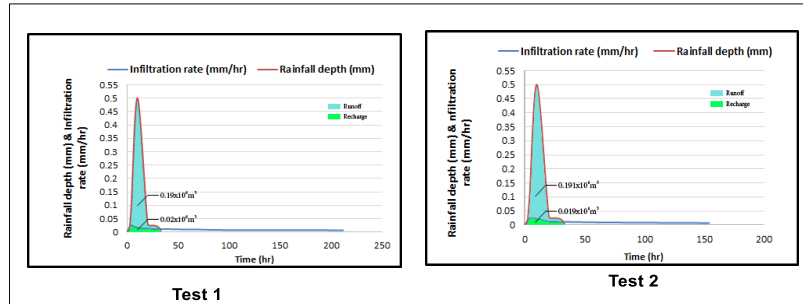 Infiltration rate (mm/hr) Rainfall depth (mm)
Rainfall depth (mm) & Infiltration
rate (mm/hr)
0.55
0.5
0.45
0.4
0.35
0.3
0.25
0.2
0.15
0.1
0.05
0
Runoff
Recharge
0.19x10⁶m³
0.02x10⁶m³
0 50 100 150 200 250
Time (hr)
Test 1
Infiltration rate (mm/hr) Rainfall depth (mm)
Rainfall depth (mm) & nfiltration
rate (mm/hr)
0.55
0.5
0.45
0.4
0.35
0.3
0.25
0.2
0.15
0.1
0.05
0
Runoff
Recharge
0.191x10⁶m³
0.019x10⁶m³
0 50 100 150 200
Time (hr)
Test 2